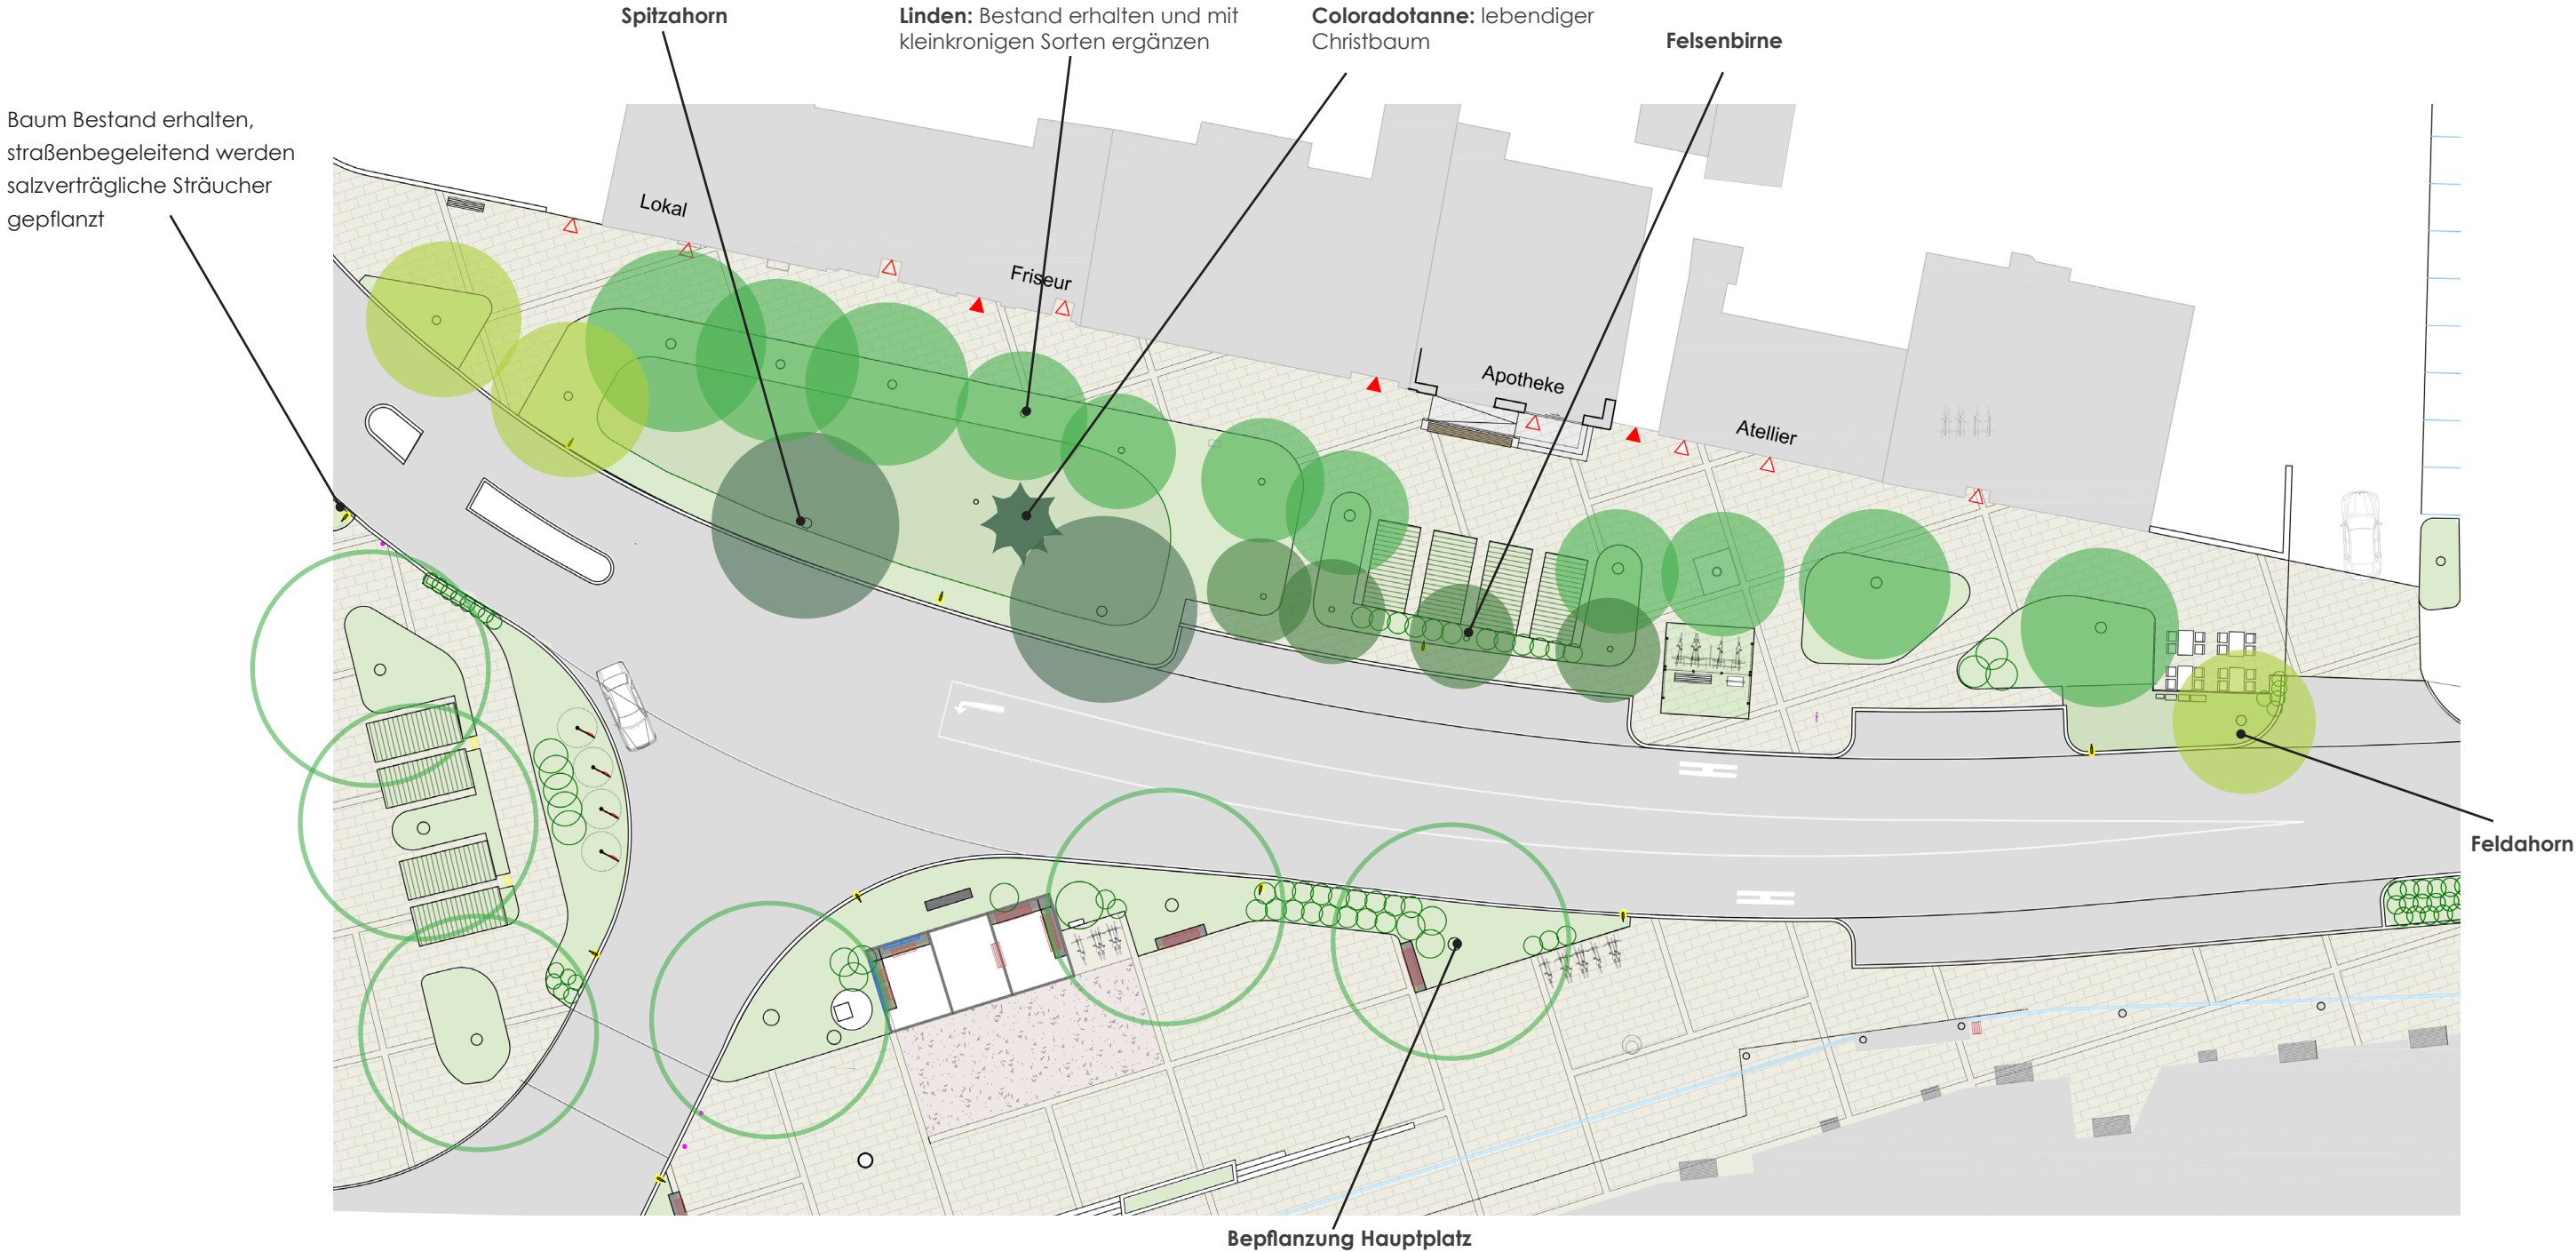 Spitzahorn
Linden: Bestand erhalten und mit
kleinkronigen Sorten ergänzen
Coloradotanne: lebendiger
Christbaum
Felsenbirne
Baum Bestand erhalten,
straßenbegeleitend werden
salzverträgliche Sträucher
gepflanzt
Lokal
Friseur
Apotheke
Atellier
Feldahorn
Bepflanzung Hauptplatz